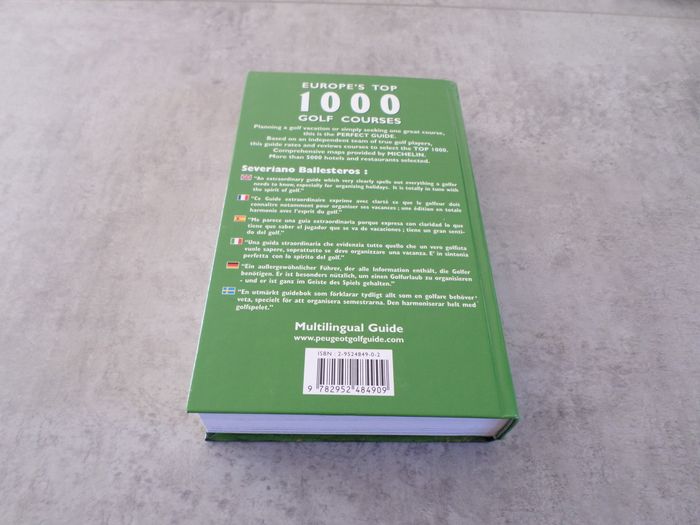 EUROPE'S TOP
1000
GOLF COURSES
Planning a golf vacation or simply seeking one great course,
this is the PERFECT GUIDE.
Based on an independent team of true golf players,
this guide rates and reviews courses to select the TOP 1000.
Comprehensive maps provided by MICHELIN.
More than 5000 hotels and restaurants selected.
Severiano Ballesteros :
"An extraordinary guide which very clearly spells out everything a golfer
needs to know, especially for organizing holidays. It is totally in tune with
the spirit of golf."
"Ce Guide extraordinaire exprime avec clarté ce que le golfeur doit
connaître notamment pour organiser ses vacances ; une édition en totale
harmonie avec l'esprit du golf."
"Me parece una guia extraordinaria porque expresa con claridad lo que
tiene que saber el jugador que se va de vacaciones ; tiene un gran senti-
do del golf."
"Una guida straordinaria che evidenzia tutto quello che un vero golfista
vuole sapere, soprattutto se deve organizzare una vacanza. E' in sintonia
perfetta con lo spirito del golf."
"Ein außergewöhnlicher Führer, der alle Information enthält, die Golfer
benötigen. Er ist besonders nützlich, um einen Golfurlaub zu organisieren
- und er ist ganz im Geiste des Spiels gehalten."
"En utmärkt guidebok som förklarar tydligt allt som en golfare behöver
veta, specielt för att organisera semestrarna. Den harmoniserar helt med
golfspelet."
Multilingual Guide
www.peugeotgolfguide.com
ISBN : 2-9524849-0-2
9 782952 484909